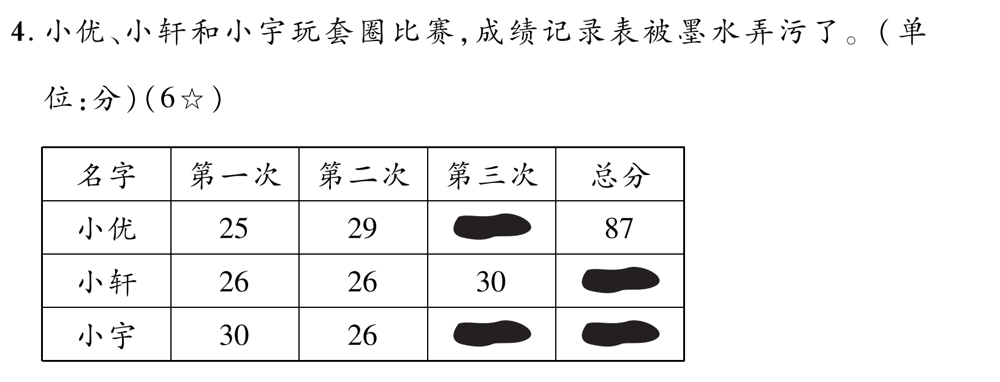 4. 小优、小轩和小宇玩套圈比赛,成绩记录表被墨水弄污了。(单
位:分)(6☆)
名字 第一次 第二次 第三次 总分
小优 25 29 87
小轩 26 26 30
小宇 30 26